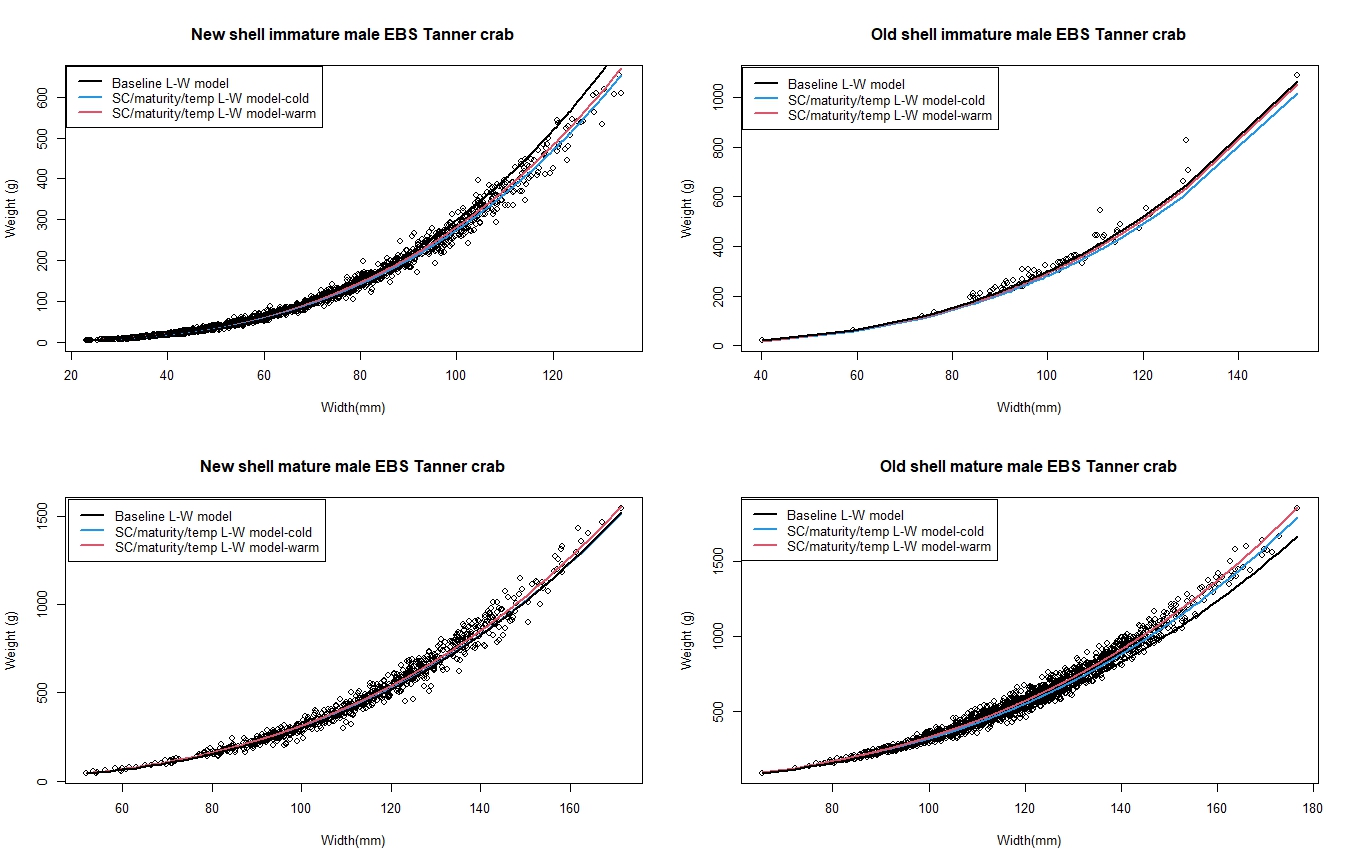 New shell immature male EBS Tanner crab
Baseline L-W model
SC/maturity/temp L-W model-cold
SC/maturity/temp L-W model-warm
Weight (g)
600
500
400
300
200
100
0
20 40 60 80 100 120
Width(mm)
Old shell immature male EBS Tanner crab
Baseline L-W model
SC/maturity/temp L-W model-cold
SC/maturity/temp L-W model-warm
Weight (g)
1000
800
600
400
200
0
40 60 80 100 120 140
Width(mm)
New shell mature male EBS Tanner crab
Baseline L-W model
SC/maturity/temp L-W model-cold
SC/maturity/temp L-W model-warm
Weight (g)
1500
1000
500
0
60 80 100 120 140 160
Width(mm)
Old shell mature male EBS Tanner crab
Baseline L-W model
SC/maturity/temp L-W model-cold
SC/maturity/temp L-W model-warm
Weight (g)
1500
1000
500
80 100 120 140 160 180
Width(mm)